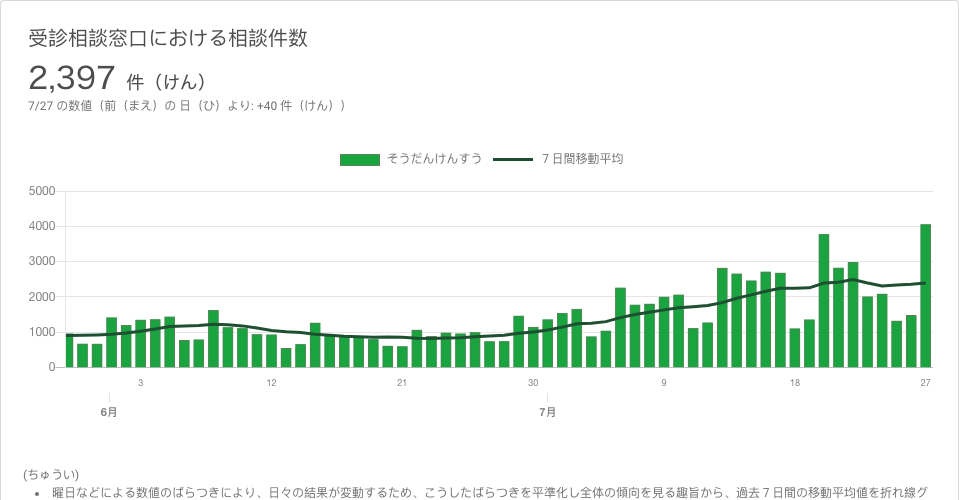 受診相談窓口における相談件数
2,397 件（けん）
7/27 の数値（前（まえ）の 日（ひ）より: +40 件（けん））
そうだんけんすう 7 日間移動平均
5000
4000
3000
2000
1000
0
3 12 21 30 9 18 27
6月 7月
(ちゅうい)
• 曜日などによる数値のばらつきにより、日々の結果が変動するため、こうしたばらつきを平準化し全体の傾向を見る趣旨から、過去 7 日間の移動平均値を折れ線グ